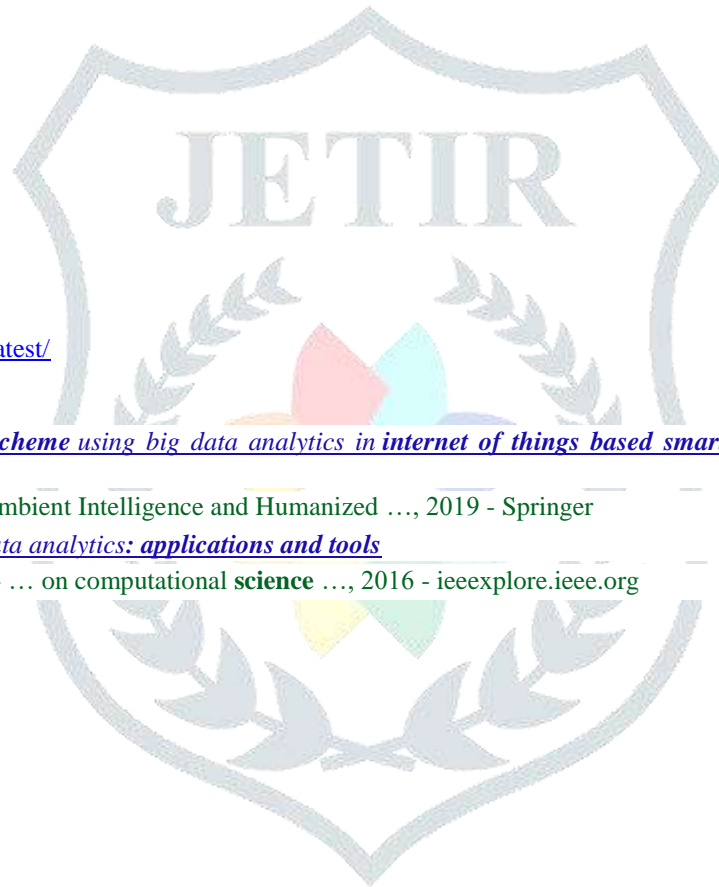 JETIR
atest/
cheme using big data analytics in internet of things based smar
mbient Intelligence and Humanized …, 2019 - Springer
ta analytics: applications and tools
… on computational science …, 2016 - ieeexplore.ieee.org